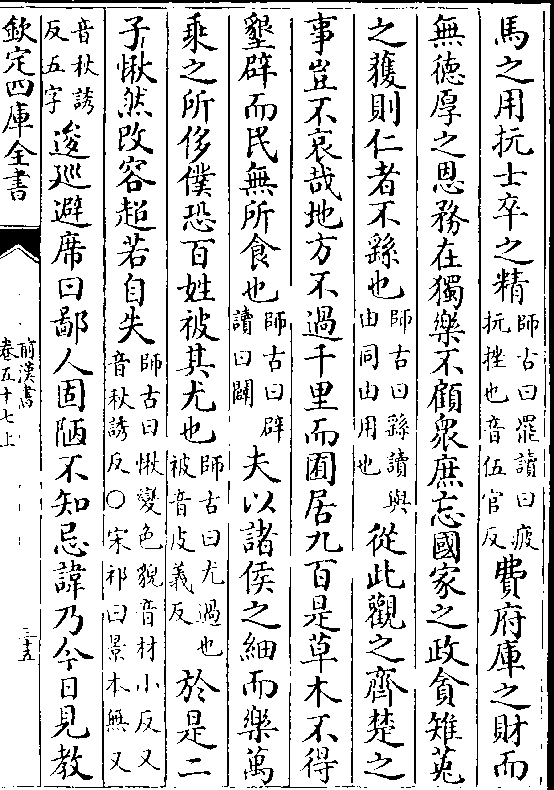 馬之用抏士卒之精師古曰罷讀曰疲抏挫也音伍官反費府庫之財而
無德厚之恩務在獨樂不顧衆庶忘國家之政貪雉菟
之獲則仁者不繇也師古曰繇讀與由同由用也從此觀之齊楚之
事豈不哀哉地方不過千里而囿居九百是草木不得
墾辟而民無所食也師古曰辟讀曰闢夫以諸侯之細而樂萬
乘之所侈僕恐百姓被其尤也師古曰尤過也被音皮義反於是二
子愀然改容超若自失師古曰愀變色貌音材小反又音秋誘反○宋祁曰景本無又
音秋誘反五字逡巡避席曰鄙人固陋不知忌諱乃今日見教
欽定四庫全書
前漢書
卷五十七上
三十五